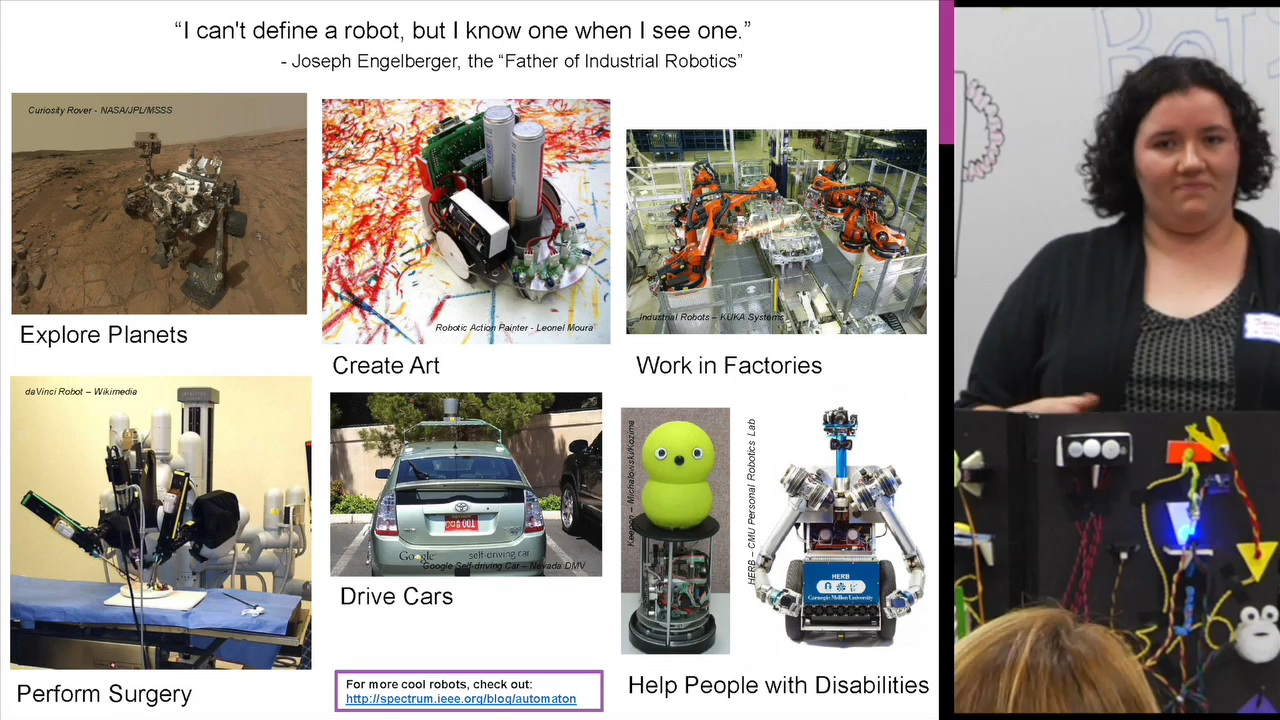 “I can't define a robot, but I know one when I see one.”
- Joseph Engelberger, the “Father of Industrial Robotics”
Curiosity Rover - NASA/JPL/MSSS
Explore Planets
Robotic Action Painter - Leonel Moura
Create Art
Industrial Robots – KUKA Systems
Work in Factories
daVinci Robot – Wikimedia
Perform Surgery
Google self-driving car
Google Self-driving Car – Nevada DMV
Drive Cars
Keepon – Michalowski/Kozima
HERB – CMU Personal Robotics Lab
HERB
Carnegie Mellon University
Help People with Disabilities
For more cool robots, check out:
http://spectrum.ieee.org/blog/automaton